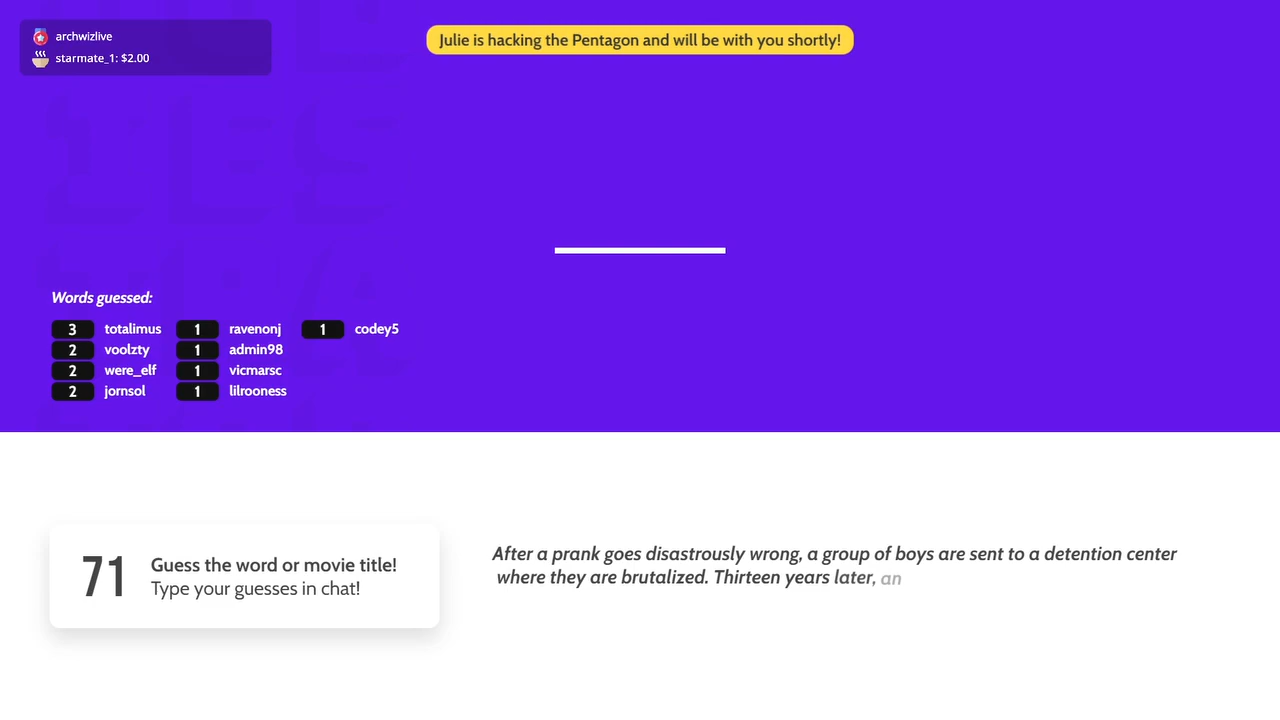 archwizlive
starmate_1: $2.00
Julie is hacking the Pentagon and will be with you shortly!
Words guessed:
3 totalimus 1 ravenonj 1 codey5
2 voolzty 1 admin98
2 were_elf 1 vicmarsc
2 jornsol 1 lilrooness
71
Guess the word or movie title!
Type your guesses in chat!
After a prank goes disastrously wrong, a group of boys are sent to a detention center
where they are brutalized. Thirteen years later, an